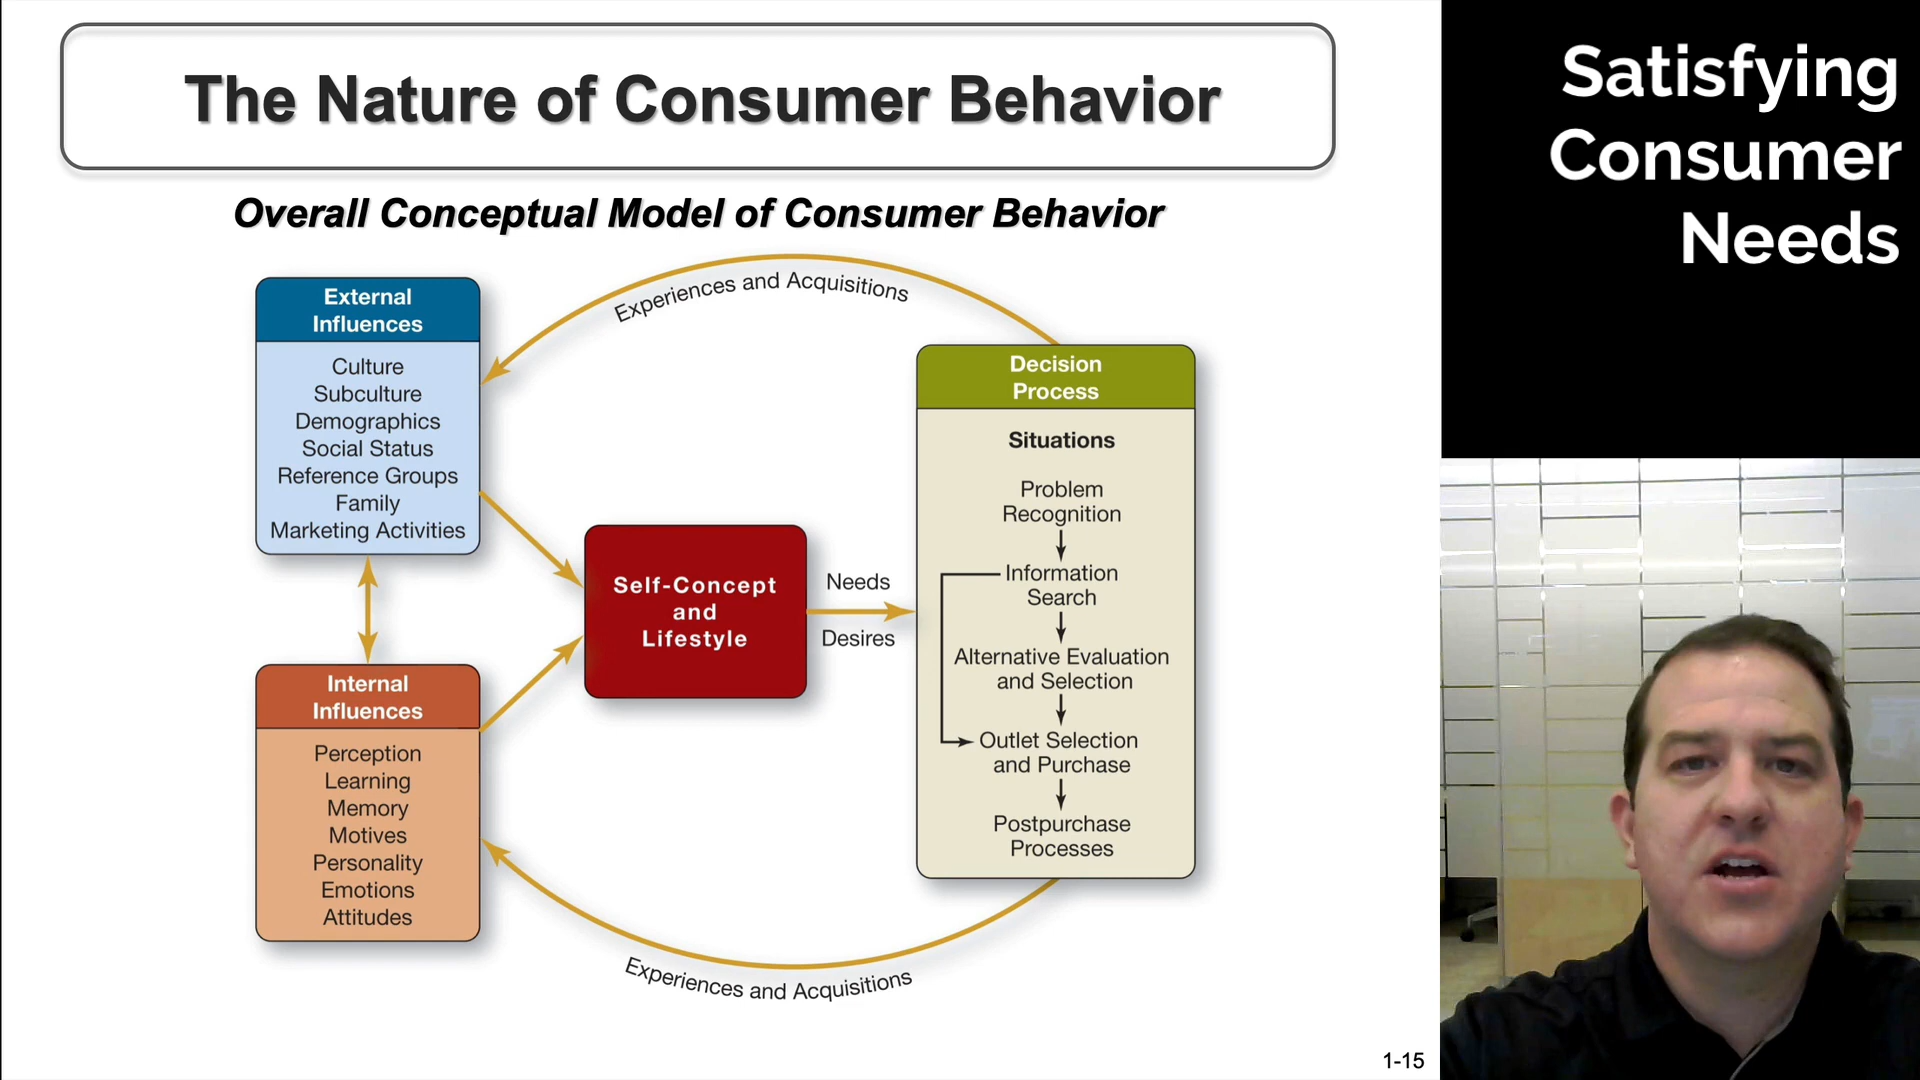 The Nature of Consumer Behavior
Overall Conceptual Model of Consumer Behavior
Experiences and Acquisitions
External
Influences
Culture
Subculture
Demographics
Social Status
Reference Groups
Family
Marketing Activities
Internal
Influences
Perception
Learning
Memory
Motives
Personality
Emotions
Attitudes
Self-Concept
and
Lifestyle
Needs
Desires
Decision
Process
Situations
Problem
Recognition
Information
Search
Alternative Evaluation
and Selection
Outlet Selection
and Purchase
Postpurchase
Processes
Experiences and Acquisitions
1-15
Satisfying
Consumer
Needs